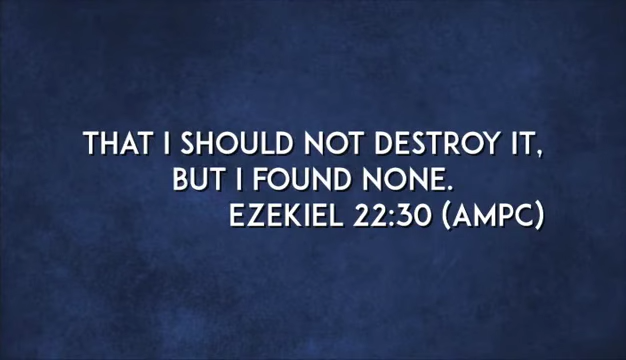 THAT I SHOULD NOT DESTROY IT,
BUT I FOUND NONE.
EZEKIEL 22:30 (AMPC)